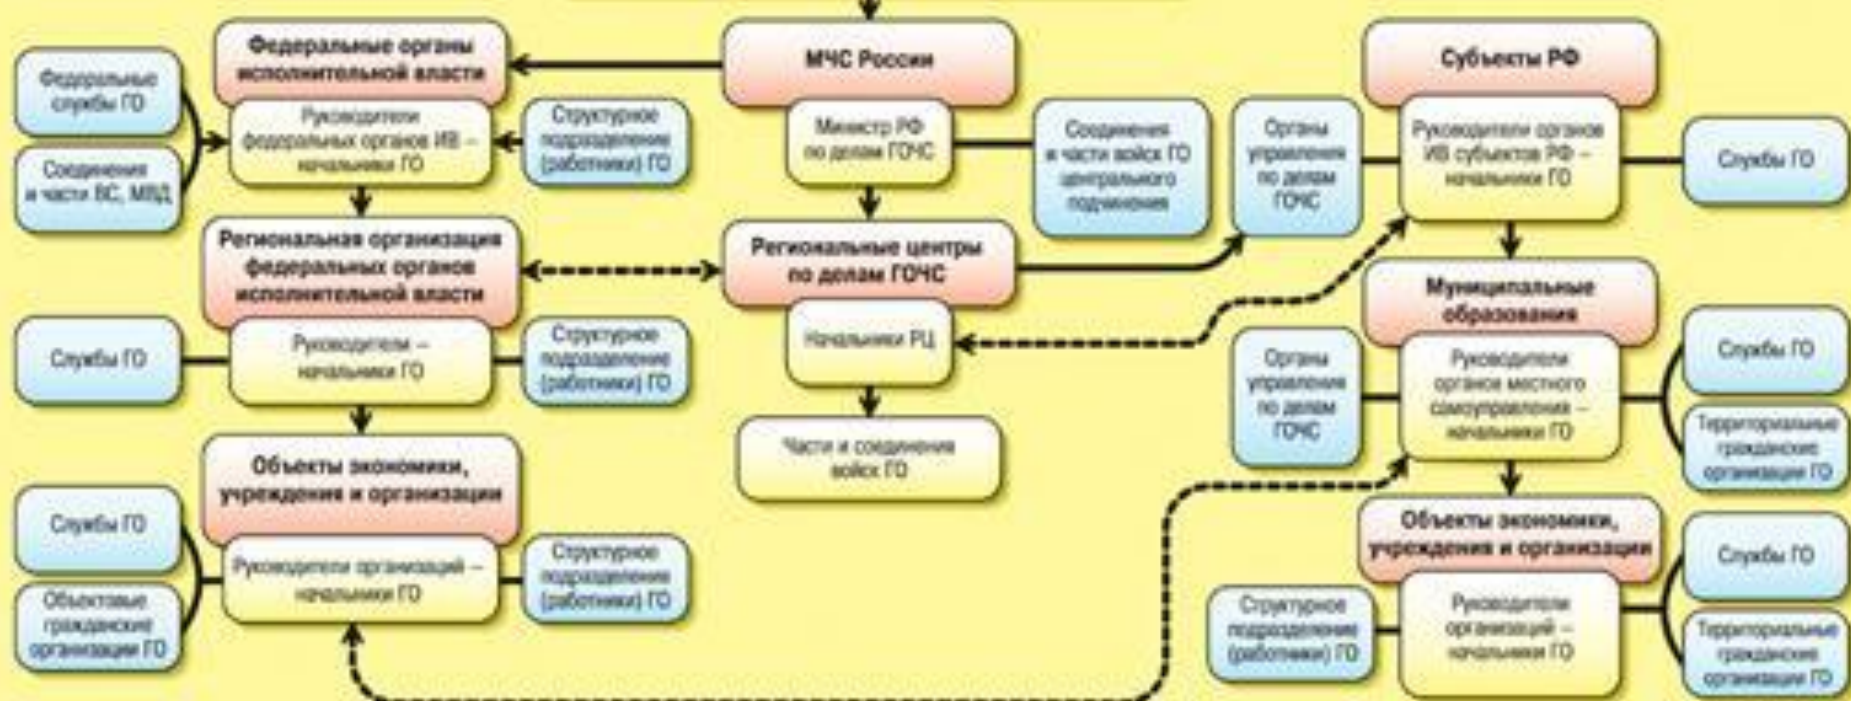 Федеральные органы
исполнительной власти
Федеральные
службы ГО
Соединения
и части ВС, МВД
Руководители
федеральных органов ИВ –
начальники ГО
Структурное
подразделение
(работники) ГО
Региональная организация
федеральных органов
исполнительной власти
Службы ГО
Руководители –
начальники ГО
Структурное
подразделение
(работники) ГО
Объекты экономики,
учреждения и организации
Службы ГО
Объектовые
гражданские
организации ГО
Руководители организаций –
начальники ГО
Структурное
подразделение
(работники) ГО
МЧС России
Министр РФ
по делам ГОЧС
Соединения
и части войск ГО
центрального
подчинения
Региональные центры
по делам ГОЧС
Начальники РЦ
Части и соединения
войск ГО
Субъекты РФ
Органы
управления
по делам
ГОЧС
Руководители органов
ИВ субъектов РФ –
начальники ГО
Службы ГО
Муниципальные
образования
Органы
управления
по делам
ГОЧС
Руководители
органов местного
самоуправления –
начальники ГО
Службы ГО
Территориальные
гражданские
организации ГО
Объекты экономики,
учреждения и организации
Структурное
подразделение
(работники) ГО
Руководители
организаций –
начальники ГО
Службы ГО
Территориальные
гражданские
организации ГО